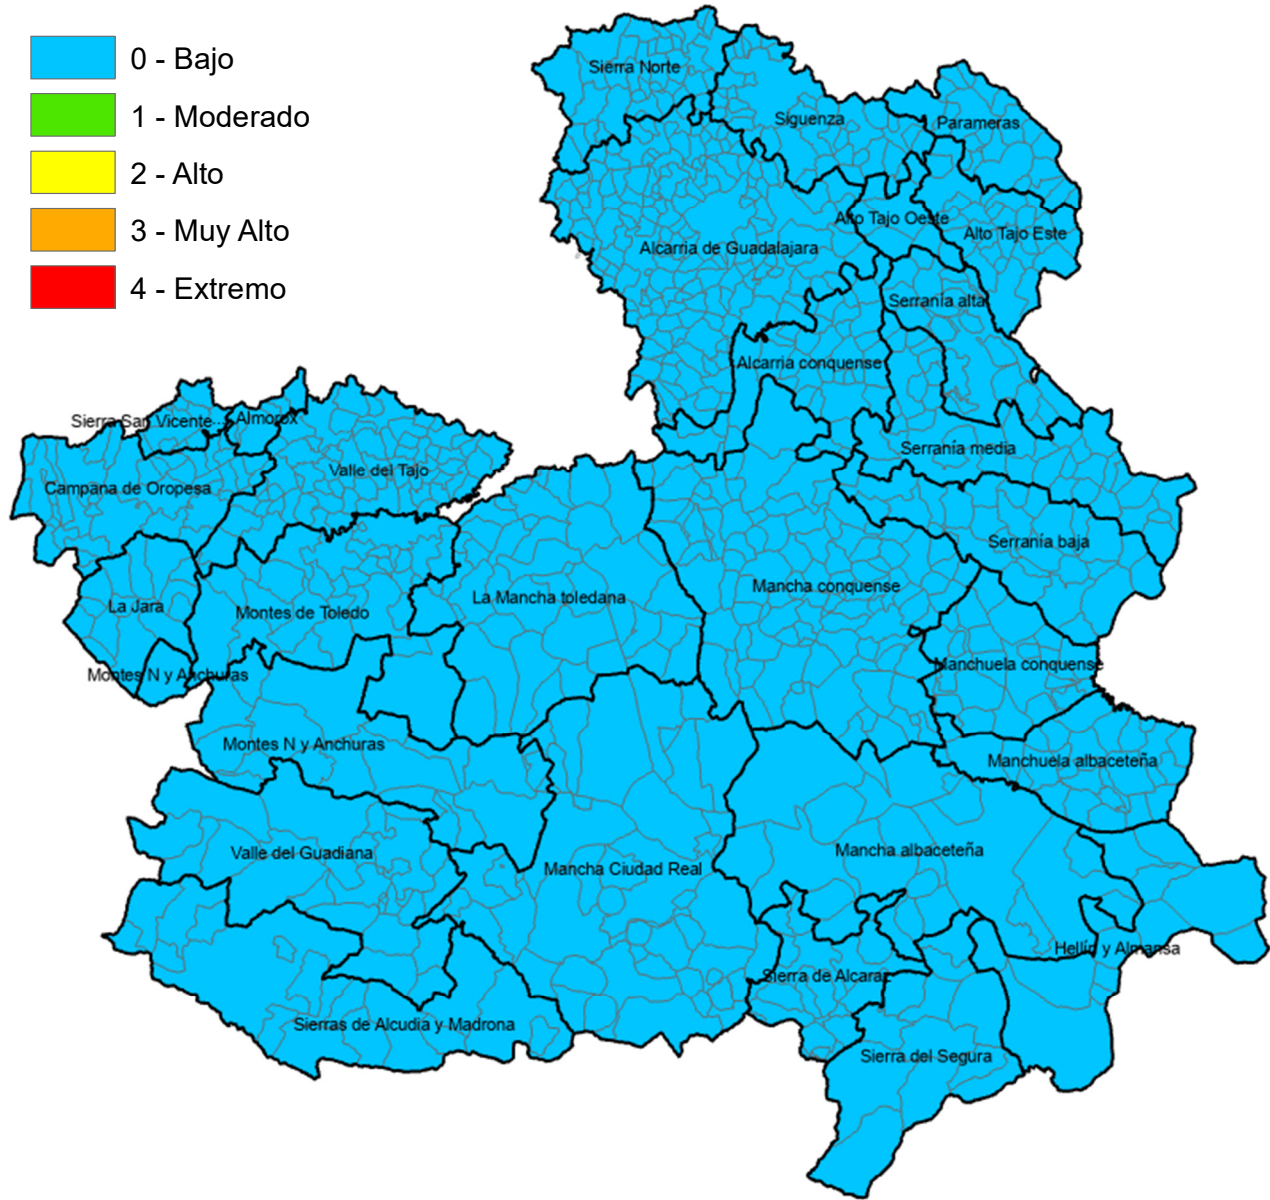 0 - Bajo
1 - Moderado
2 - Alto
3 - Muy Alto
4 - Extremo
Sierra Norte
Siguenza
Parameras
Alto Tajo Oeste
Alto Tajo Este
Alcarria de Guadalajara
Serranía alta
Alcarria conquense
Sierra San Vicente
Almorox
Serranía media
Valle del Tajo
Campana de Oropesa
Serranía baja
Mancha conquense
La Mancha toledana
La Jara
Montes de Toledo
Manchuela conquense
Montes N y Anchuras
Montes N y Anchuras
Manchuela albaceteña
Valle del Guadiana
Mancha albaceteña
Mancha Ciudad Real
Hellín y Almansa
Sierra de Alcaraz
Sierras de Alcudia y Madrona
Sierra del Segura